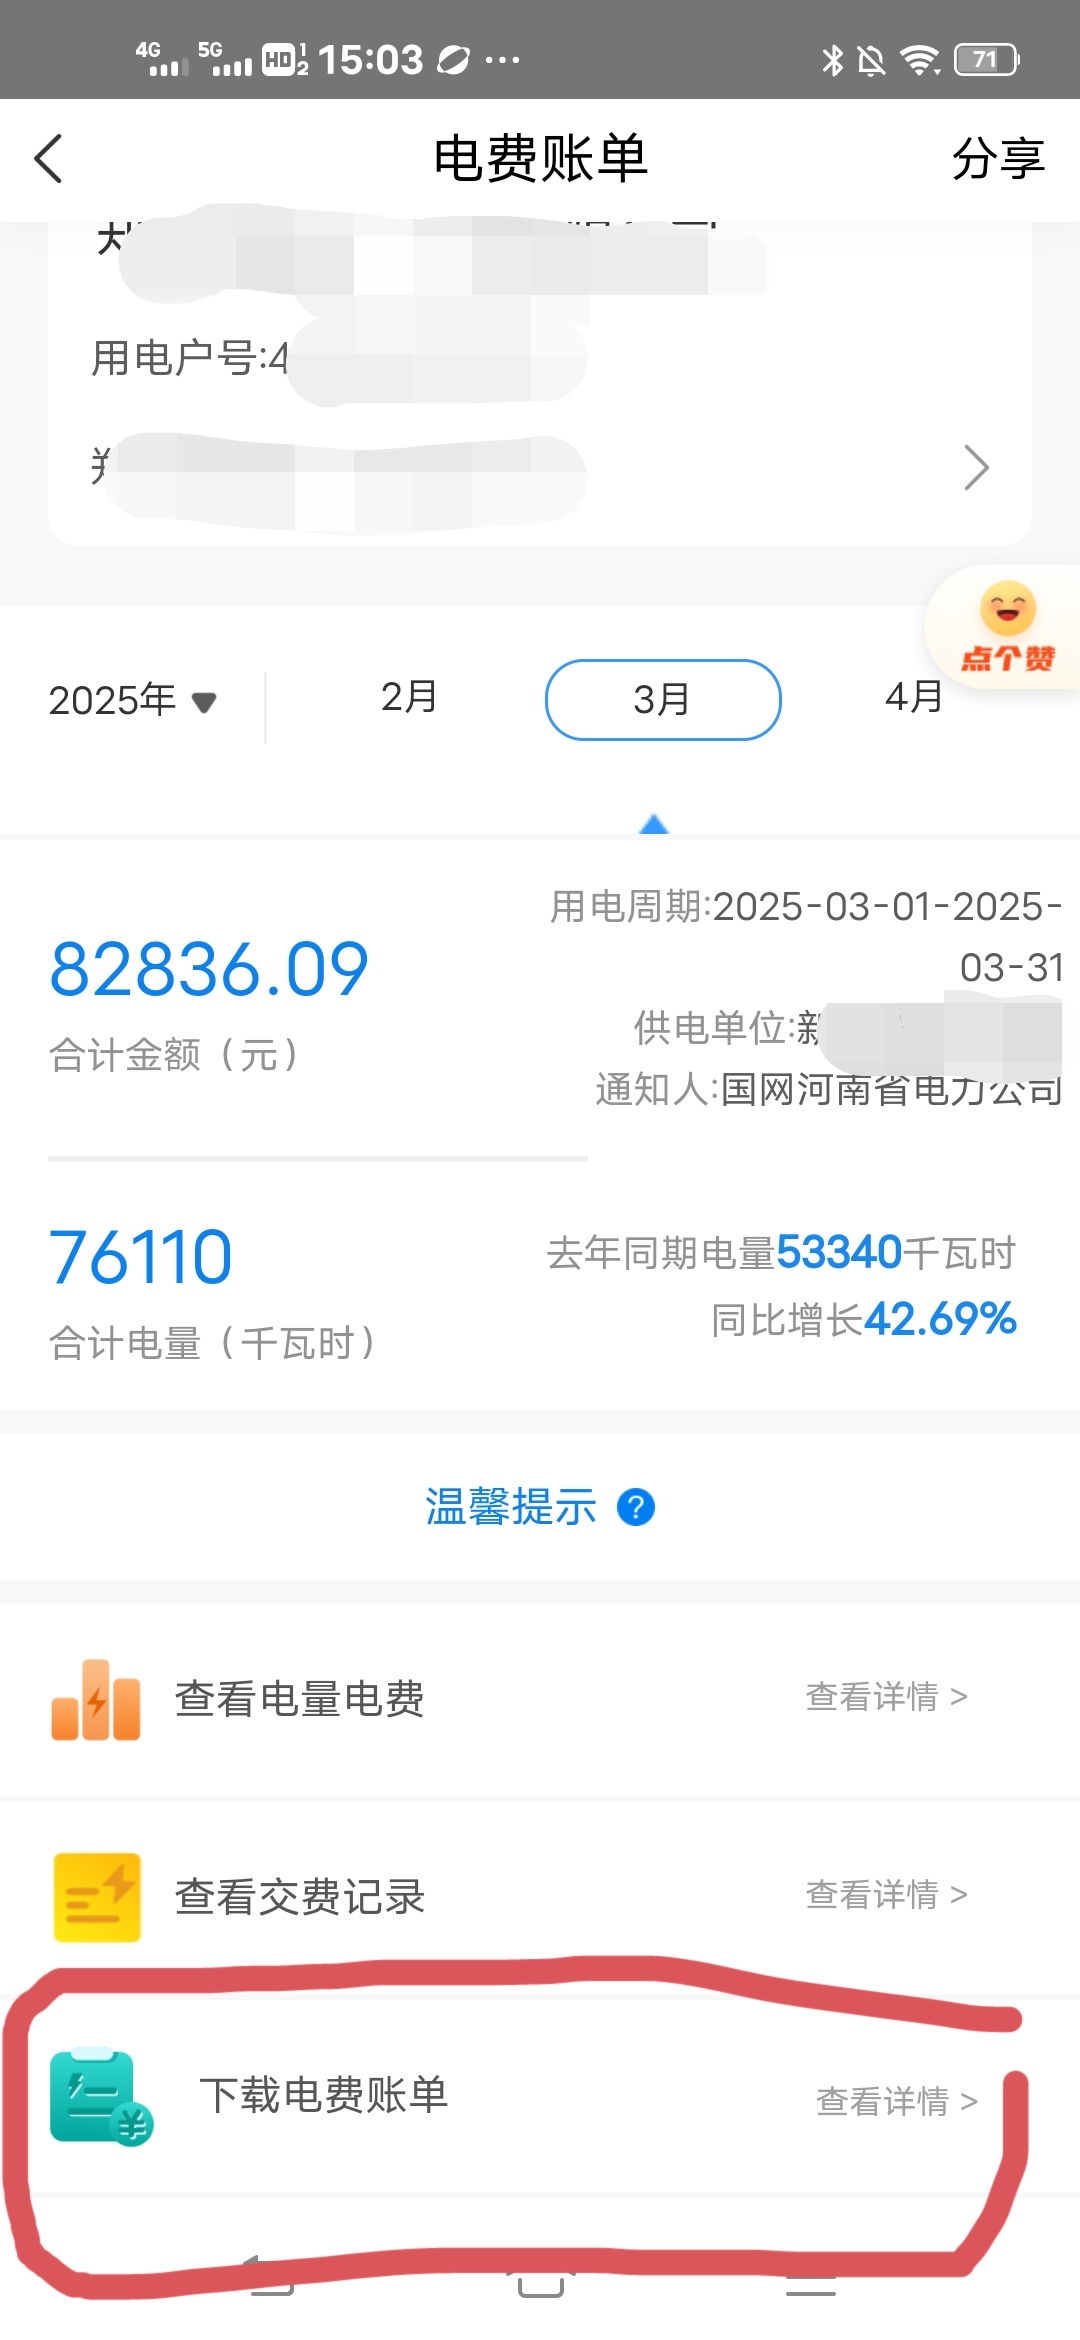 4G 5G HD 1 2 15:03 ... 71
电费账单 分享
用电户号:4
2025年 2月 3月 4月
点个赞
82836.09
合计金额（元）
用电周期:2025-03-01-2025-
03-31
供电单位:新
通知人:国网河南省电力公司
76110
合计电量（千瓦时）
去年同期电量53340千瓦时
同比增长42.69%
温馨提示 ?
查看电量电费 查看详情 >
查看交费记录 查看详情 >
下载电费账单 查看详情 >